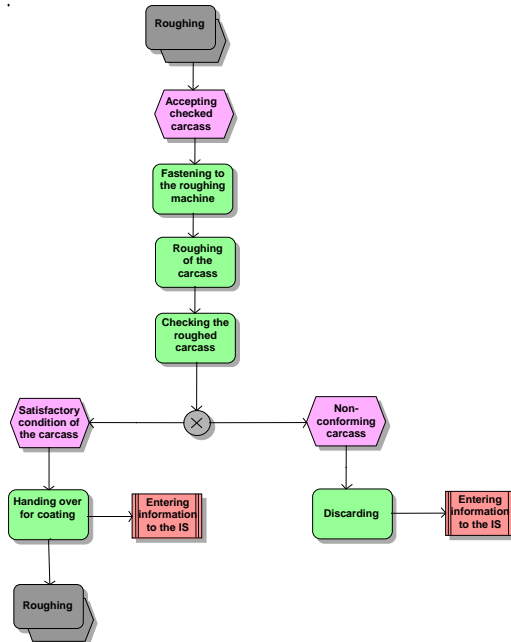 Roughing
Accepting
checked
carcass
Fastening to
the roughing
machine
Roughing
of the
carcass
Checking the
roughed
carcass
Satisfactory
condition of
the carcass
Non-
conforming
carcass
Handing over
for coating
Entering
information
to the IS
Discarding
Entering
information
to the IS
Roughing